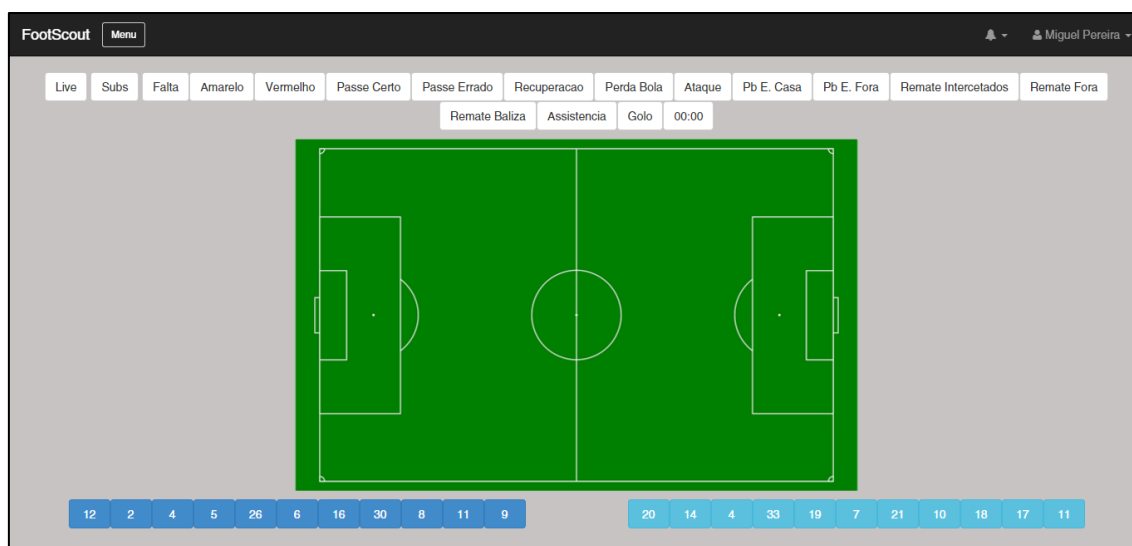 FootScout Menu Miguel Pereira
Live Subs Falta Amarelo Vermelho Passe Certo Passe Errado Recuperacao Perda Bola Ataque Pb E. Casa Pb E. Fora Remate Intercetados Remate Fora
Remate Baliza Assistencia Golo 00:00
12 2 4 5 26 6 16 30 8 11 9 20 14 4 33 19 7 21 10 18 17 11